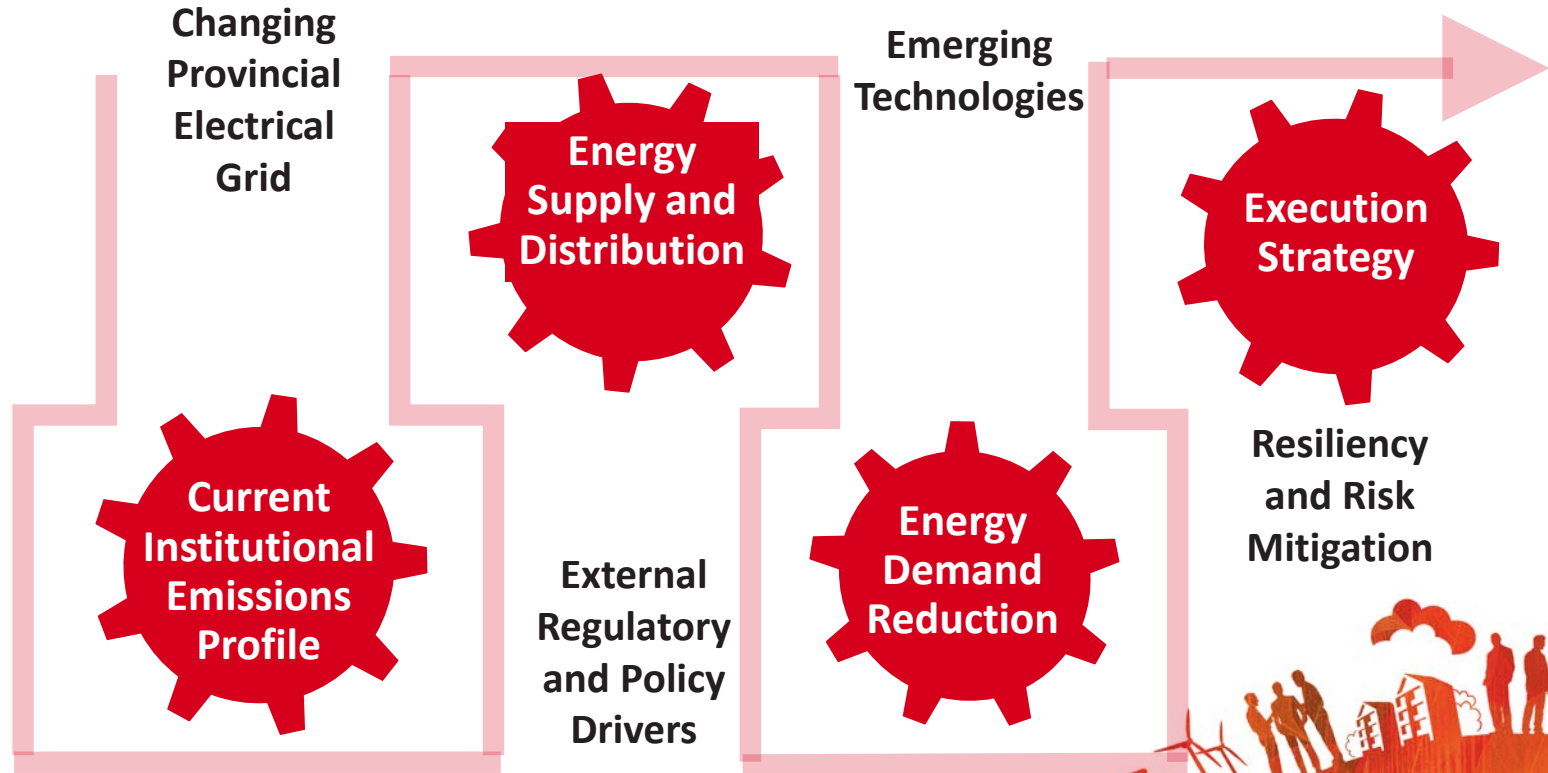 Changing
Provincial
Electrical
Grid
Current
Institutional
Emissions
Profile
Energy
Supply and
Distribution
External
Regulatory
and Policy
Drivers
Emerging
Technologies
Energy
Demand
Reduction
Execution
Strategy
Resiliency
and Risk
Mitigation